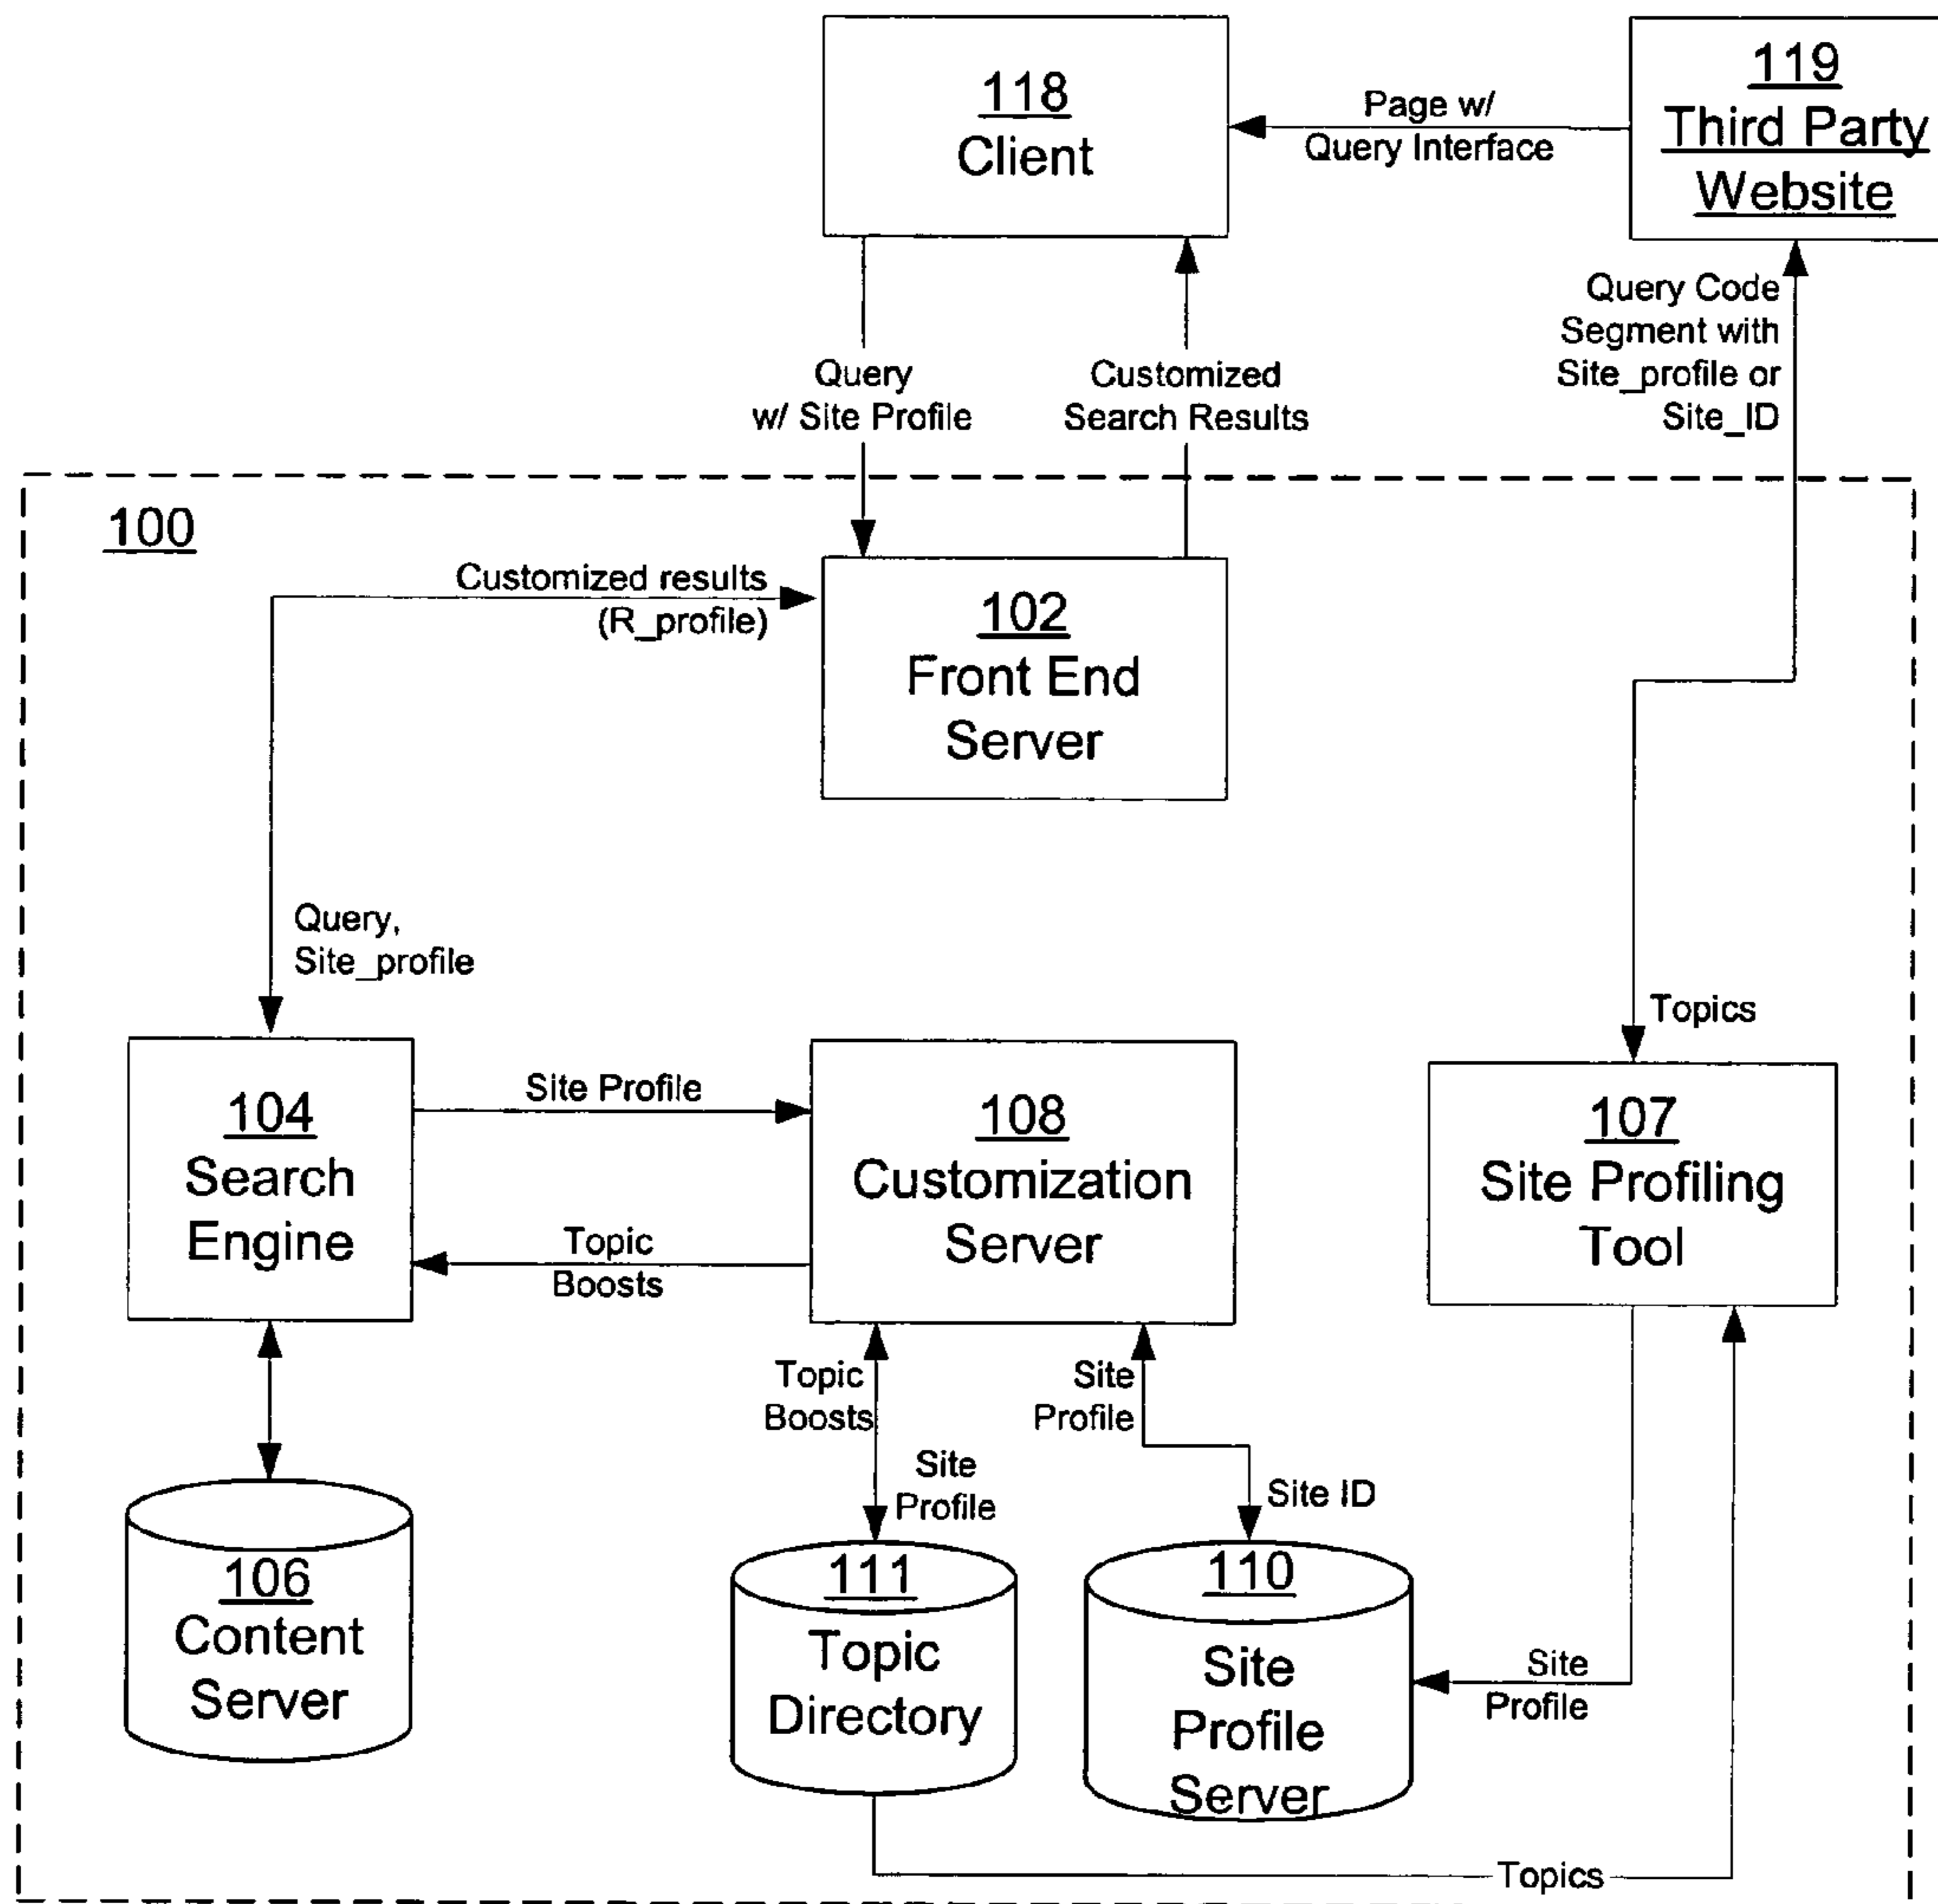 118
Client
Page w/
Query Interface
119
Third Party
Website
Query
w/ Site Profile
Customized
Search Results
Query Code
Segment with
Site_profile or
Site_ID
100
Customized results
(R_profile)
102
Front End
Server
Query,
Site_profile
Topics
104
Search
Engine
Site Profile
108
Customization
Server
Topic
Boosts
107
Site Profiling
Tool
Topic
Boosts
Site
Profile
Site
Profile
Site ID
106
Content
Server
111
Topic
Directory
110
Site
Profile
Server
Site
Profile
Topics